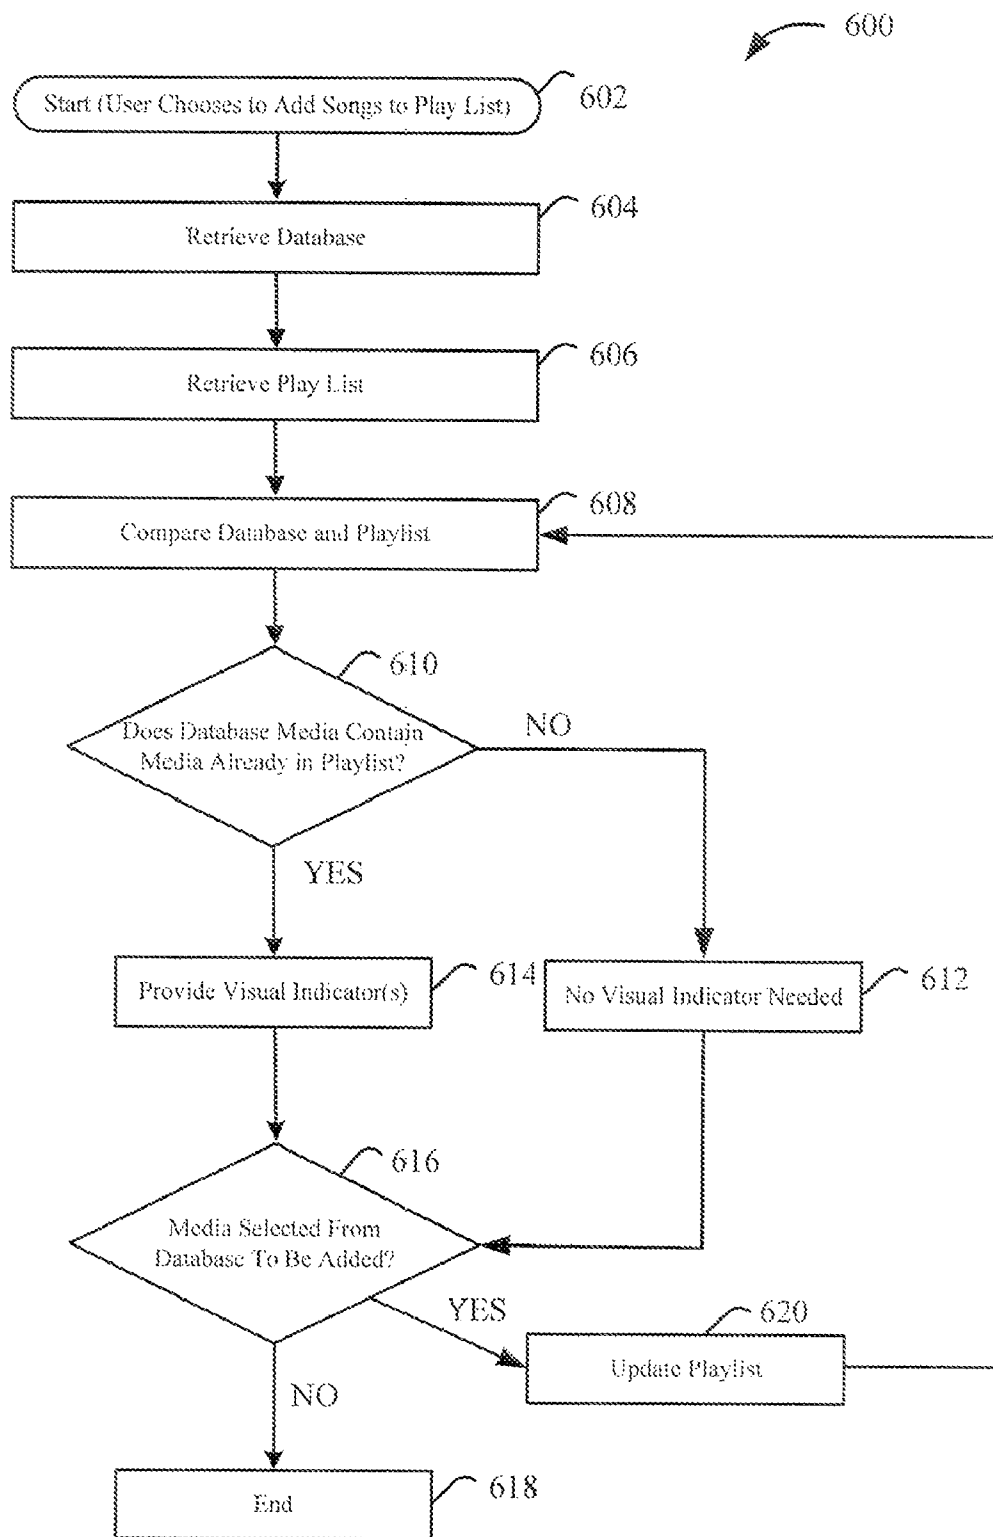 600
Start (User Chooses to Add Songs to Play List)
602
604
Retrieve Database
606
Retrieve Play List
608
Compare Database and Playlist
610
Does Database Media Contain
Media Already in Playlist?
NO
YES
614
Provide Visual Indicator(s)
612
No Visual Indicator Needed
616
Media Selected From
Database To Be Added?
YES
620
Update Playlist
NO
618
End